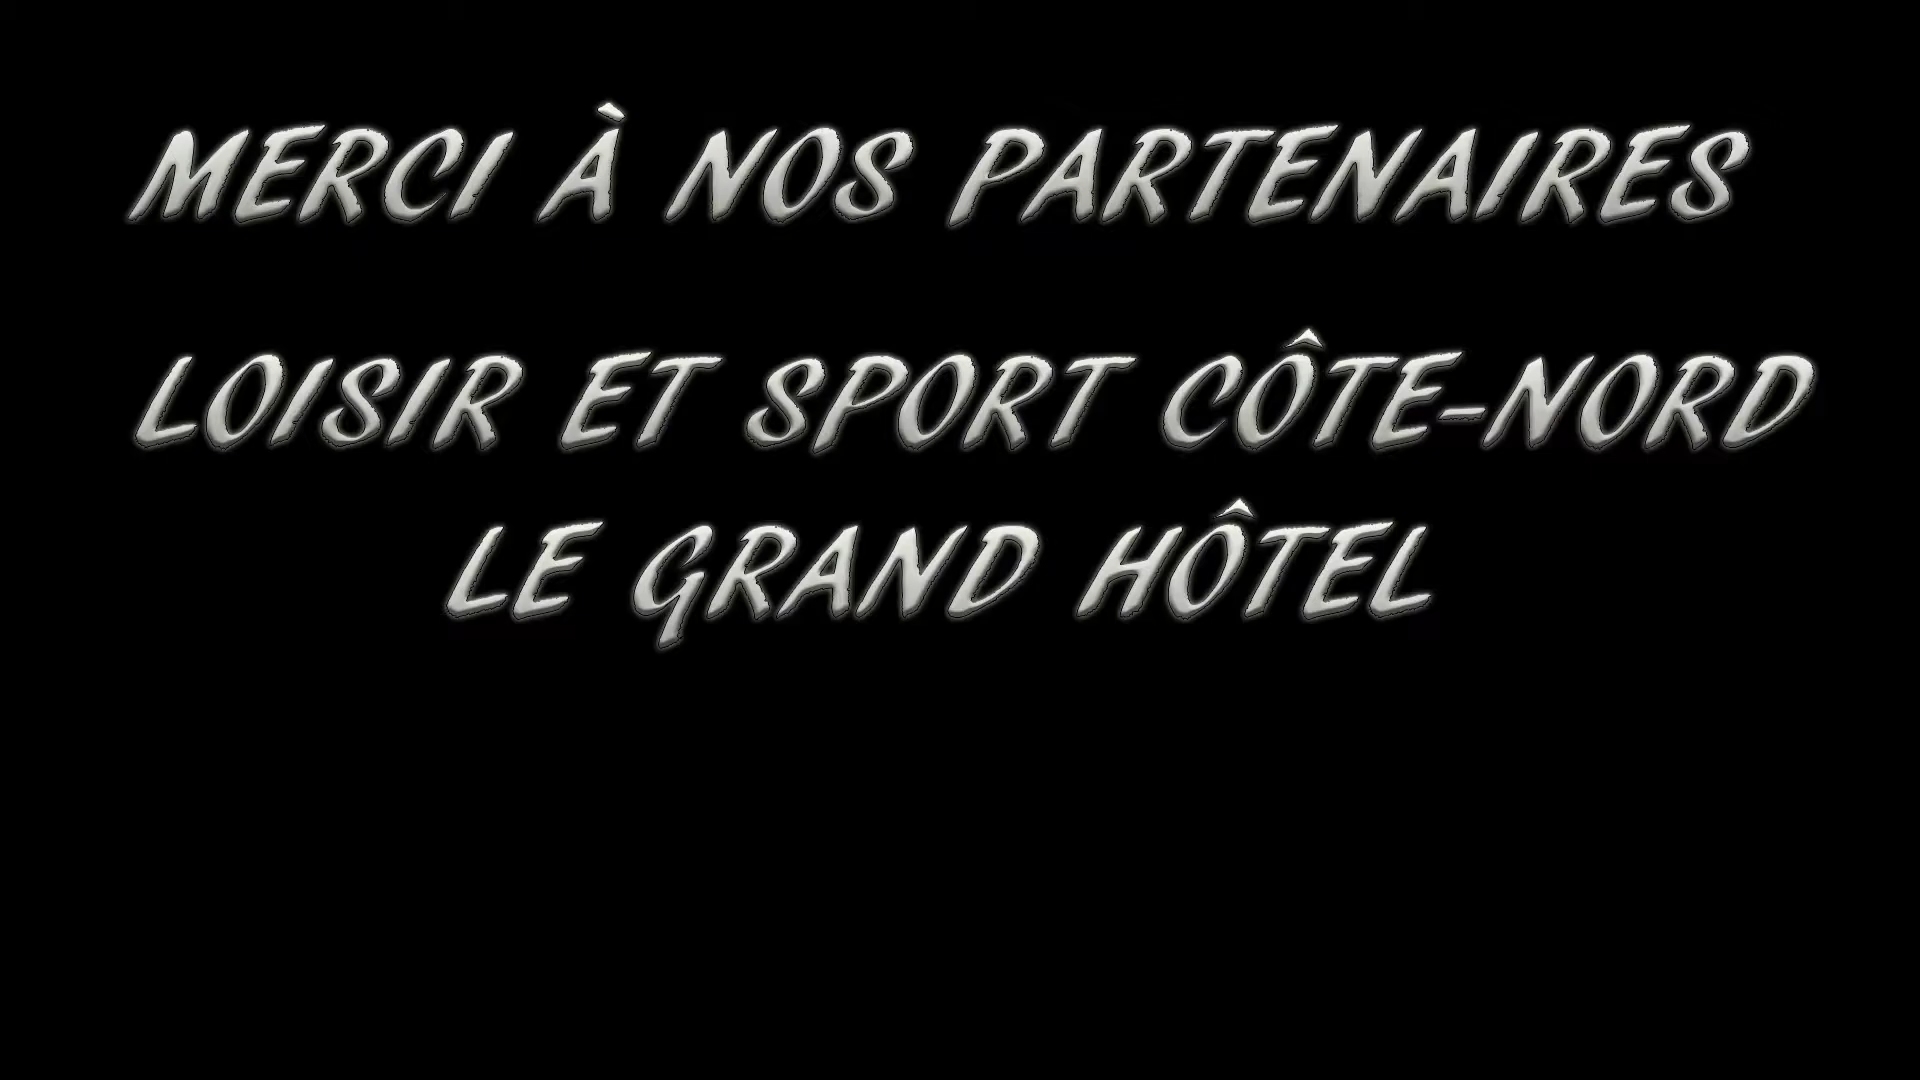 MERCI À NOS PARTENAIRES
LOISIR ET SPORT CÔTE-NORD
LE GRAND HÔTEL